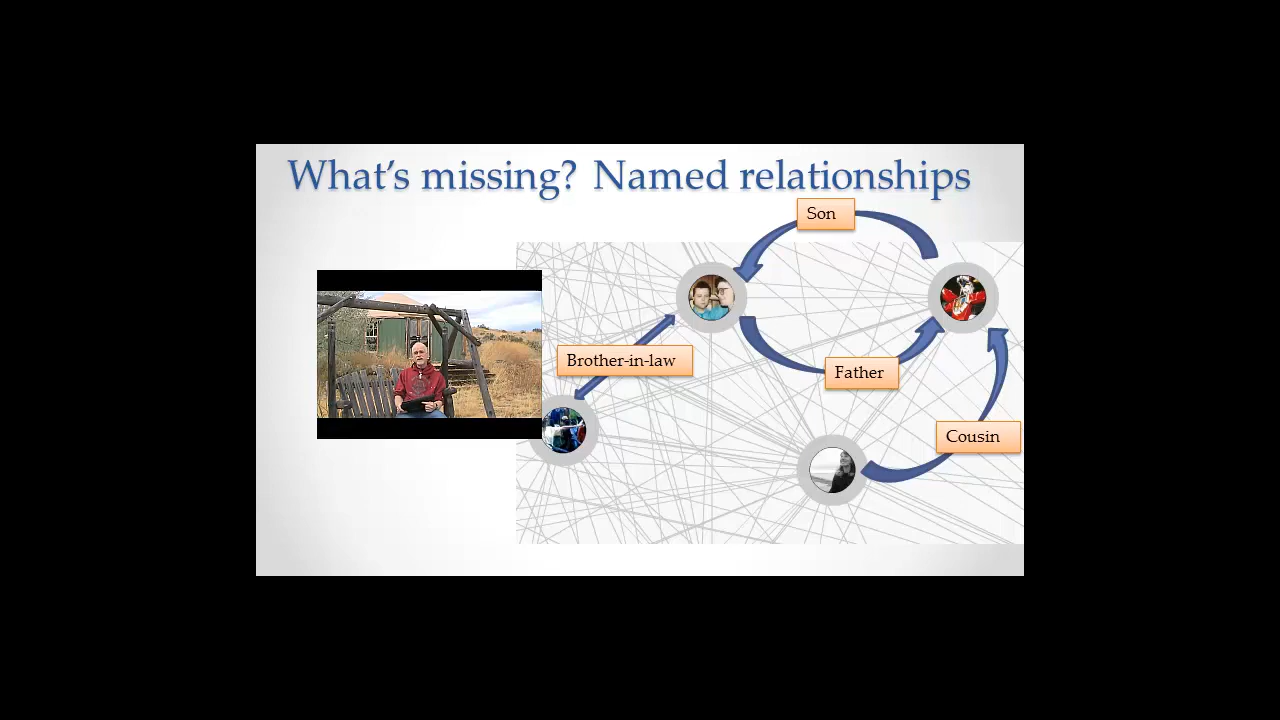 What's missing? Named relationships
Son
Brother-in-law
Father
Cousin